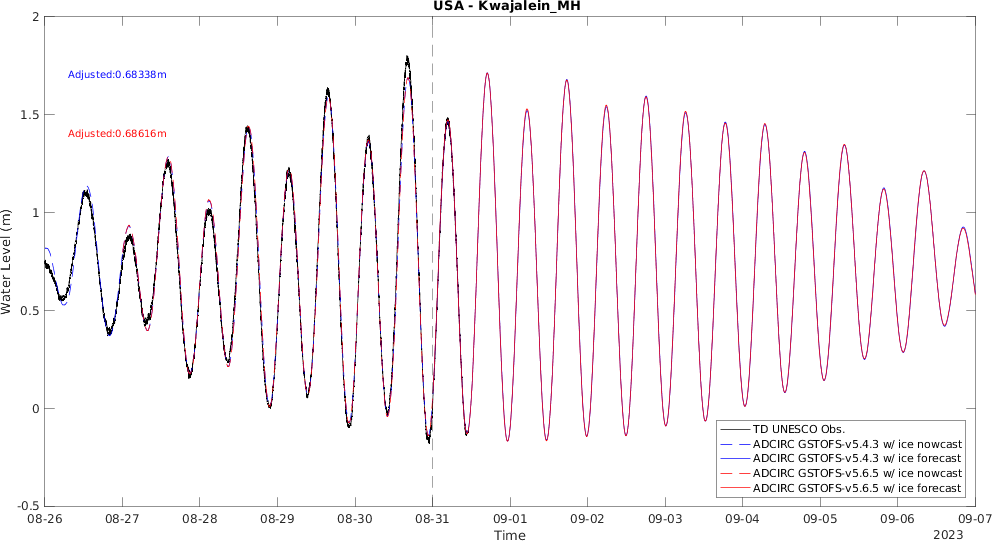 USA - Kwajalein_MH
Adjusted:0.68338m
Adjusted:0.68616m
Water Level (m)
2
1.5
1
0.5
0
-0.5
TD UNESCO Obs.
ADCIRC GSTOFS-v5.4.3 w/ ice nowcast
ADCIRC GSTOFS-v5.4.3 w/ ice forecast
ADCIRC GSTOFS-v5.6.5 w/ ice nowcast
ADCIRC GSTOFS-v5.6.5 w/ ice forecast
08-26 08-27 08-28 08-29 08-30 08-31 09-01 09-02 09-03 09-04 09-05 09-06 09-07
Time
2023